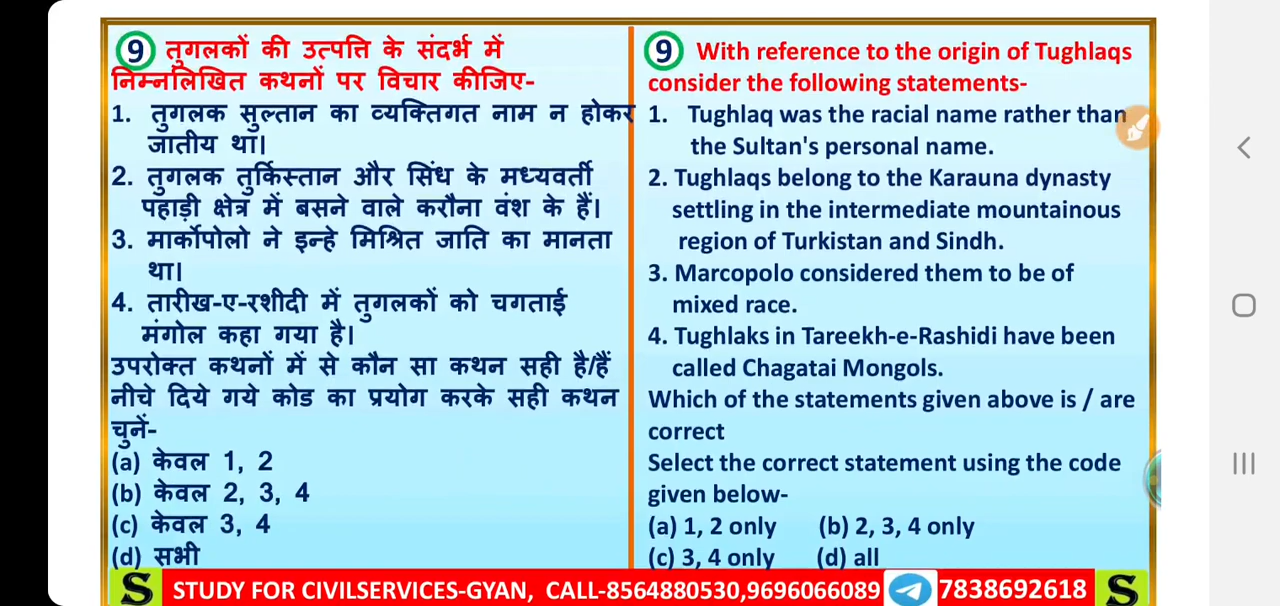 9 तुगलकों की उत्पत्ति के संदर्भ में
निम्नलिखित कथनों पर विचार कीजिए-
1. तुगलक सुल्तान का व्यक्तिगत नाम न होकर
जातीय था।
2. तुगलक तुर्किस्तान और सिंध के मध्यवर्ती
पहाड़ी क्षेत्र में बसने वाले करौना वंश के हैं।
3. मार्कोपोलो ने इन्हे मिश्रित जाति का मानता
था।
4. तारीख-ए-रशीदी में तुगलकों को चगताई
मंगोल कहा गया है।
उपरोक्त कथनों में से कौन सा कथन सही है/हैं
नीचे दिये गये कोड का प्रयोग करके सही कथन
चुनें-
(a) केवल 1, 2
(b) केवल 2, 3, 4
(c) केवल 3, 4
(d) सभी
9 With reference to the origin of Tughlaqs
consider the following statements-
1. Tughlaq was the racial name rather than
the Sultan's personal name.
2. Tughlaqs belong to the Karauna dynasty
settling in the intermediate mountainous
region of Turkistan and Sindh.
3. Marcopolo considered them to be of
mixed race.
4. Tughlaks in Tareekh-e-Rashidi have been
called Chagatai Mongols.
Which of the statements given above is / are
correct
Select the correct statement using the code
given below-
(a) 1, 2 only (b) 2, 3, 4 only
(c) 3, 4 only (d) all
S STUDY FOR CIVILSERVICES-GYAN, CALL-8564880530,9696066089 7838692618 S